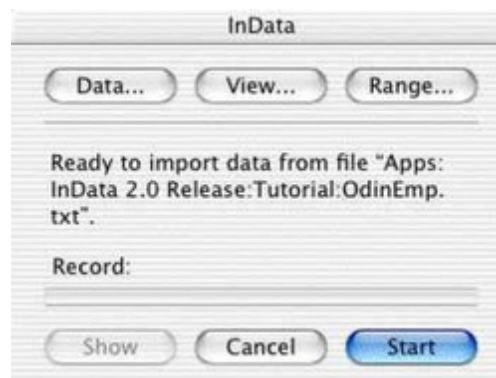 InData
Data... View... Range...
Ready to import data from file “Apps:
InData 2.0 Release:Tutorial:OdinEmp.
txt”.
Record:
Show Cancel Start